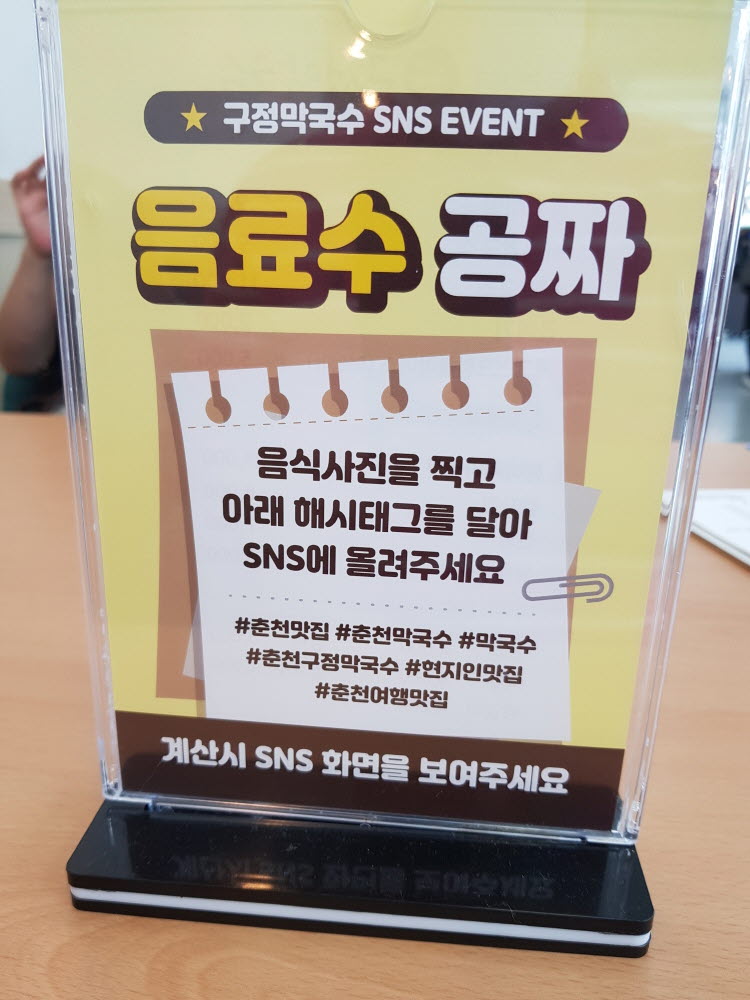 구정막국수 SNS EVENT
음료수 공짜
음식사진을 찍고
아래 해시태그를 달아
SNS에 올려주세요
#춘천맛집 #춘천막국수 #막국수
#춘천구정막국수 #현지인맛집
#춘천여행맛집
계산시 SNS 화면을 보여주세요